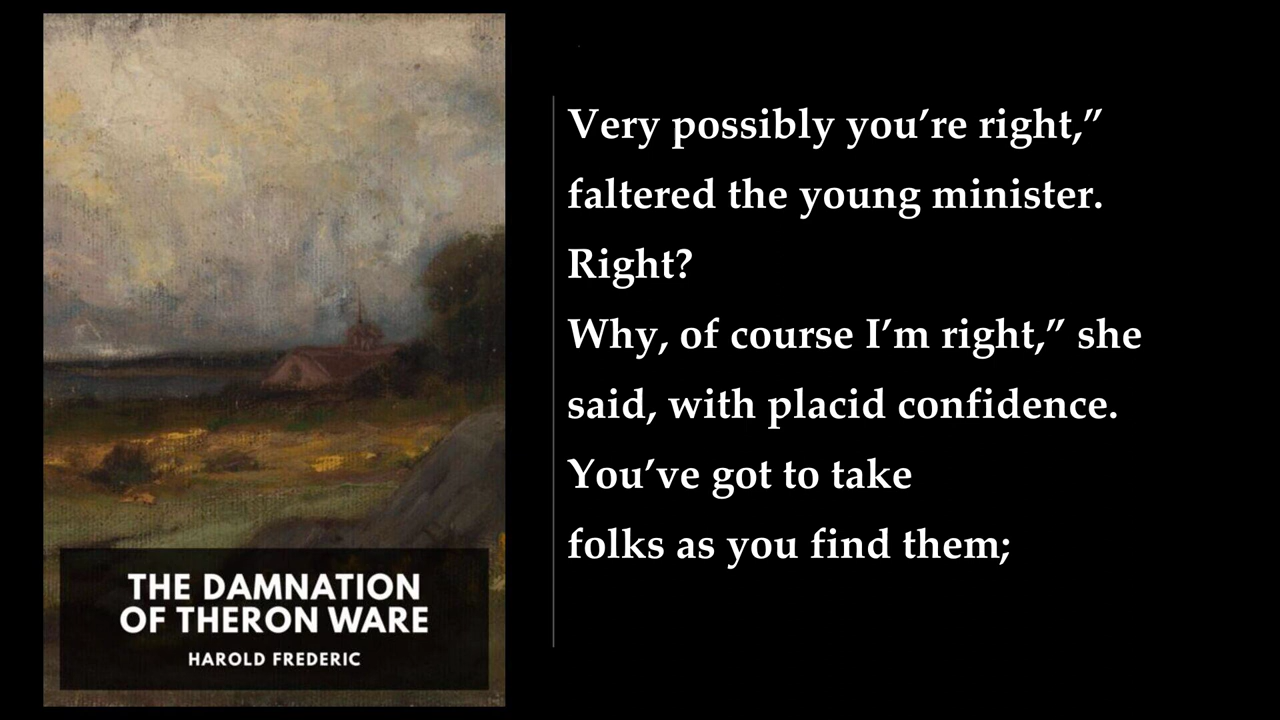 THE DAMNATION
OF THERON WARE
HAROLD FREDERIC
Very possibly you’re right,”
faltered the young minister.
Right?
Why, of course I’m right,” she
said, with placid confidence.
You’ve got to take
folks as you find them;